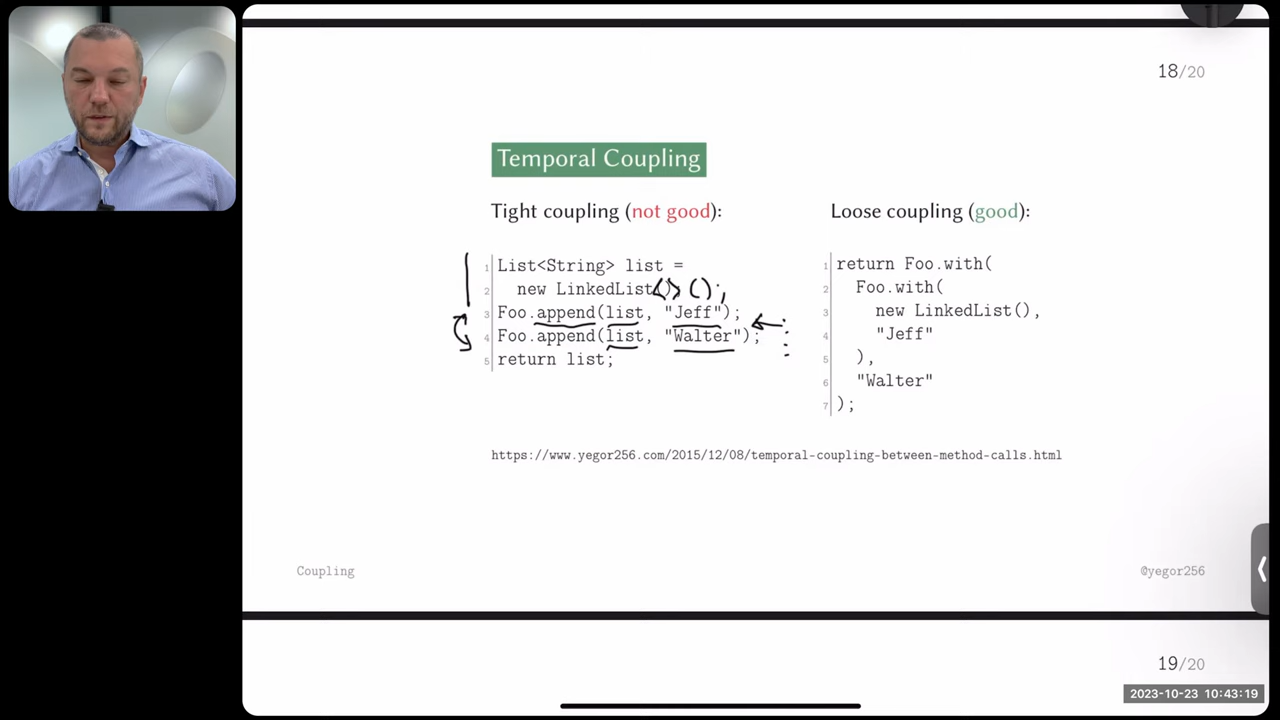 18/20
Temporal Coupling
Tight coupling (not good):
1 List<String> list =
2 new LinkedList<>();
3 Foo.append(list, "Jeff");
4 Foo.append(list, "Walter");
5 return list;
Loose coupling (good):
1 return Foo.with(
2 Foo.with(
3 new LinkedList(),
4 "Jeff"
5 ),
6 "Walter"
7 );
https://www.yegor256.com/2015/12/08/temporal-coupling-between-method-calls.html
Coupling
@yegor256
19/20
2023-10-23 10:43:19